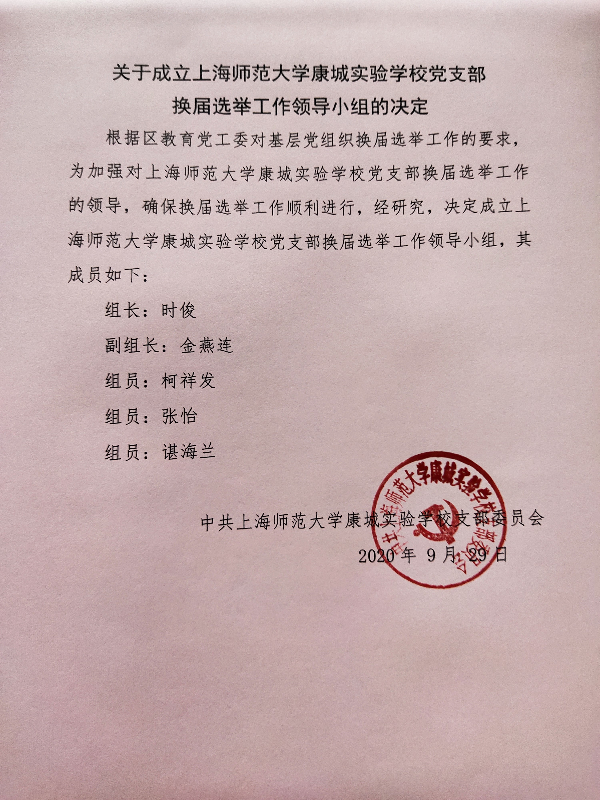 关于成立上海师范大学康城实验学校党支部
换届选举工作领导小组的决定
根据区教育党工委对基层党组织换届选举工作的要求，
为加强对上海师范大学康城实验学校党支部换届选举工作
的领导，确保换届选举工作顺利进行，经研究，决定成立上
海师范大学康城实验学校党支部换届选举工作领导小组，其
成员如下：
组长：时俊
副组长：金燕连
组员：柯祥发
组员：张怡
组员：谌海兰
中共上海师范大学康城实验学校支部委员会
2020 年 9 月 29 日
中共上海师范大学康城实验学校支部委员会